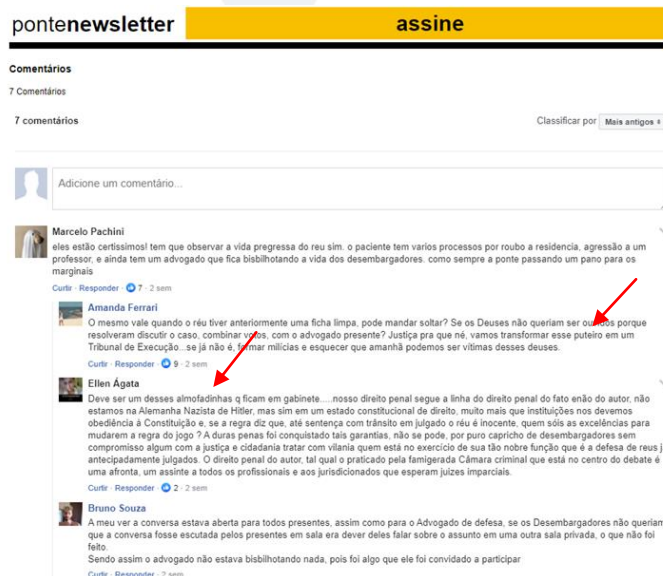 pontenewsletter
assine
Comentários
7 Comentários
7 comentários
Classificar por Mais antigos
Adicione um comentário...
Marcelo Pachini
eles estão certissimos! tem que observar a vida pregressa do reu sim. o paciente tem varios processos por roubo a residencia, agressão a um
professor, e ainda tem um advogado que fica bisbilhotando a vida dos desembargadores. como sempre a ponte passando um pano para os
marginais
Curtir · Responder · 7 · 2 sem
Amanda Ferrari
O mesmo vale quando o réu tiver anteriormente uma ficha limpa, pode mandar soltar? Se os Deuses não queriam ser porque
resolveram discutir o caso, combinar com o advogado presente? Justiça pra que né, vamos transformar esse puteiro em um
Tribunal de Execução...se já não é, milícias e esquecer que amanhã podemos ser vítimas desses deuses.
Curtir · Responder · 9 · 2 sem
Ellen Ágata
Deve ser um desses almofadinhas q ficam em gabinete.....nosso direito penal segue a linha do direito penal do fato enão do autor, não
estamos na Alemanha Nazista de Hitler, mas sim em um estado constitucional de direito, muito mais que instituições nos devemos
obediência à Constituição e, se a regra diz que, até sentença com trânsito em julgado o réu é inocente, quem sóis as excelências para
mudarem a regra do jogo ? A duras penas foi conquistado tais garantias, não se pode, por puro capricho de desembargadores sem
compromisso algum com a justiça e cidadania tratar com vilania quem está no exercício de sua tão nobre função que é a defesa de reus j
antecipadamente julgados. O direito penal do autor, tal qual o praticado pela famigerada Câmara criminal que está no centro do debate é
uma afronta, um assinte a todos os profissionais e aos jurisdicionados que esperam juizes imparciais.
Curtir · Responder · 2 · 2 sem
Bruno Souza
A meu ver a conversa estava aberta para todos presentes, assim como para o Advogado de defesa, se os Desembargadores não queriam
que a conversa fosse escutada pelos presentes em sala era dever deles falar sobre o assunto em uma outra sala privada, o que não foi
feito.
Sendo assim o advogado não estava bisbilhotando nada, pois foi algo que ele foi convidado a participar
Curtir · Responder · 2 sem